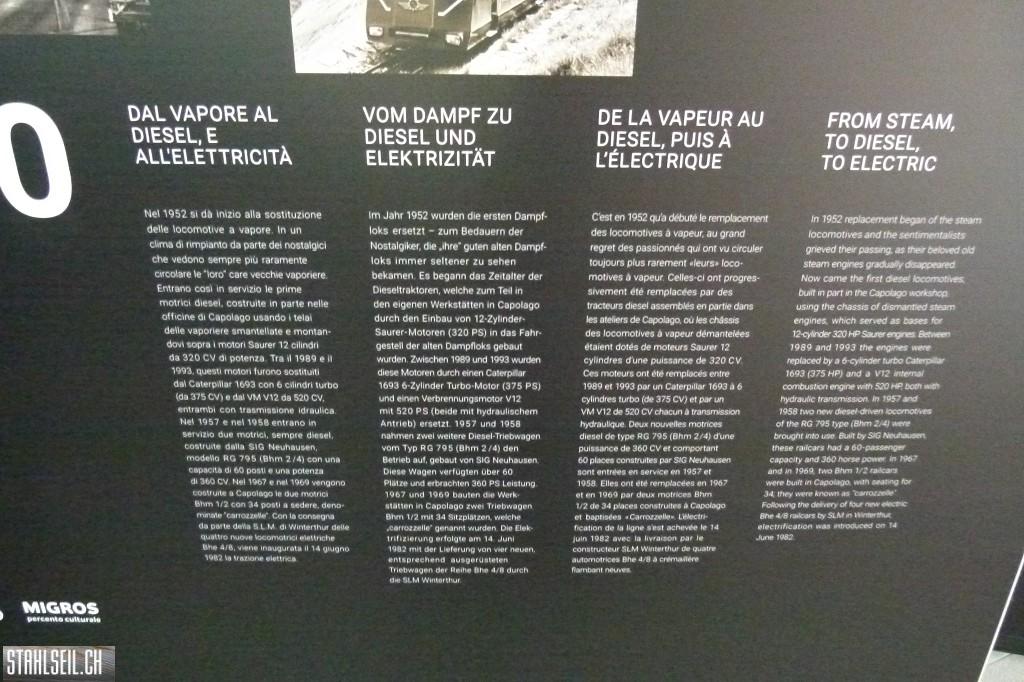 0
DAL VAPORE AL
DIESEL, E
ALL'ELETTRICITÀ
Nel 1952 si dà inizio alla sostituzione
delle locomotive a vapore. In un
clima di rimpianto da parte dei nostalgici
che vedono sempre più raramente
circolare le "loro" care vecchie vaporiere.
Entrano così in servizio le prime
motrici diesel, costruite in parte nelle
officine di Capolago usando i telai
delle vaporiere smantellate e montan-
dovi sopra i motori Saurer 12 cilindri
da 320 CV di potenza. Tra il 1989 e il
1993, questi motori furono sostituiti
dal Caterpillar 1693 con 6 cilindri turbo
(da 375 CV) e dal VM V12 da 520 CV,
entrambi con trasmissione idraulica.
Nel 1957 e nel 1958 entrano in
servizio due motrici, sempre diesel,
costruite dalla SIG Neuhausen,
modello RG 795 (Bhm 2/4) con una
capacità di 60 posti e una potenza
di 360 CV. Nel 1967 e nel 1969 vengono
costruite a Capolago le due motrici
Bhm 1/2 con 34 posti a sedere, deno-
minate "carrozzelle". Con la consegna
da parte della S.L.M. di Winterthur delle
quattro nuove locomotrici elettriche
Bhe 4/8, viene inaugurata il 14 giugno
1982 la trazione elettrica.
VOM DAMPF ZU
DIESEL UND
ELEKTRIZITÄT
Im Jahr 1952 wurden die ersten Dampf-
loks ersetzt – zum Bedauern der
Nostalgiker, die „ihre" guten alten Dampf-
loks immer seltener zu sehen
bekamen. Es begann das Zeitalter der
Dieseltraktoren, welche zum Teil in
den eigenen Werkstätten in Capolago
durch den Einbau von 12-Zylinder-
Saurer-Motoren (320 PS) in das Fahr-
gestell der alten Dampfloks gebaut
wurden. Zwischen 1989 und 1993 wurden
diese Motoren durch einen Caterpillar
1693 6-Zylinder Turbo-Motor (375 PS)
und einen Verbrennungsmotor V12
mit 520 PS (beide mit hydraulischem
Antrieb) ersetzt. 1957 und 1958
nahmen zwei weitere Diesel-Triebwagen
vom Typ RG 795 (Bhm 2/4) den
Betrieb auf, gebaut von SIG Neuhausen.
Diese Wagen verfügten über 60
Plätze und erbrachten 360 PS Leistung.
1967 und 1969 bauten die Werk-
stätten in Capolago zwei Triebwagen
Bhm 1/2 mit 34 Sitzplätzen, welche
„carrozzelle" genannt wurden. Die Elek-
trifizierung erfolgte am 14. Juni
1982 mit der Lieferung von vier neuen,
entsprechend ausgerüsteten
Triebwagen der Reihe Bhe 4/8 durch
die SLM Winterthur.
DE LA VAPEUR AU
DIESEL, PUIS À
L'ÉLECTRIQUE
C'est en 1952 qu'a débuté le remplacement
des locomotives à vapeur, au grand
regret des passionnés qui ont vu circuler
toujours plus rarement «leurs» loco-
motives à vapeur. Celles-ci ont progres-
sivement été remplacées par des
tracteurs diesel assemblés en partie dans
les ateliers de Capolago, où les châssis
des locomotives à vapeur démantelées
étaient dotés de moteurs Saurer 12
cylindres d'une puissance de 320 CV.
Ces moteurs ont été remplacés entre
1989 et 1993 par un Caterpillar 1693 à 6
cylindres turbo (de 375 CV) et par un
VM V12 de 520 CV chacun à transmission
hydraulique. Deux nouvelles motrices
diesel de type RG 795 (Bhm 2/4) d'une
puissance de 360 CV et comportant
60 places construites par SIG Neuhausen
sont entrées en service en 1957 et
1958. Elles ont été remplacées en 1967
et en 1969 par deux motrices Bhm
1/2 de 34 places construites à Capolago
et baptisées «Carrozzelle». L'électri-
fication de la ligne s'est achevée le 14
juin 1982 avec la livraison par le
constructeur SLM Winterthur de quatre
automotrices Bhe 4/8 à crémaillère
flambant neuves.
FROM STEAM,
TO DIESEL,
TO ELECTRIC
In 1952 replacement began of the steam
locomotives and the sentimentalists
grieved their passing, as their beloved old
steam engines gradually disappeared.
Now came the first diesel locomotives,
built in part in the Capolago workshop,
using the chassis of dismantled steam
engines, which served as bases for
12-cylinder 320 HP Saurer engines. Between
1989 and 1993 the engines were
replaced by a 6-cylinder turbo Caterpillar
1693 (375 HP) and a V12 internal
combustion engine with 520 HP, both with
hydraulic transmission. In 1957 and
1958 two new diesel-driven locomotives
of the RG 795 type (Bhm 2/4) were
brought into use. Built by SIG Neuhausen,
these railcars had a 60-passenger
capacity and 360 horse power. In 1967
and in 1969, two Bhm 1/2 railcars
were built in Capolago, with seating for
34; they were known as "carrozzelle".
Following the delivery of four new electric
Bhe 4/8 railcars by SLM in Winterthur,
electrification was introduced on 14
June 1982.
MIGROS
percento culturale
STAHLSEIL.CH